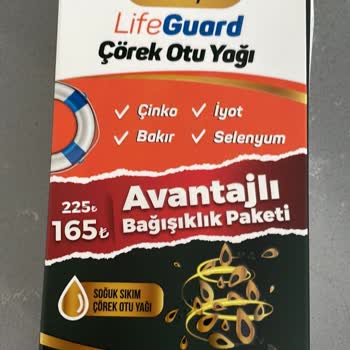 LifeGuard
Çörek Otu Yağı
✓ Çinko ✓ İyot
✓ Bakır ✓ Selenyum
225₺
165₺
Avantajlı
Bağışıklık Paketi
SOĞUK SIKIM
ÇÖREK OTU YAĞI